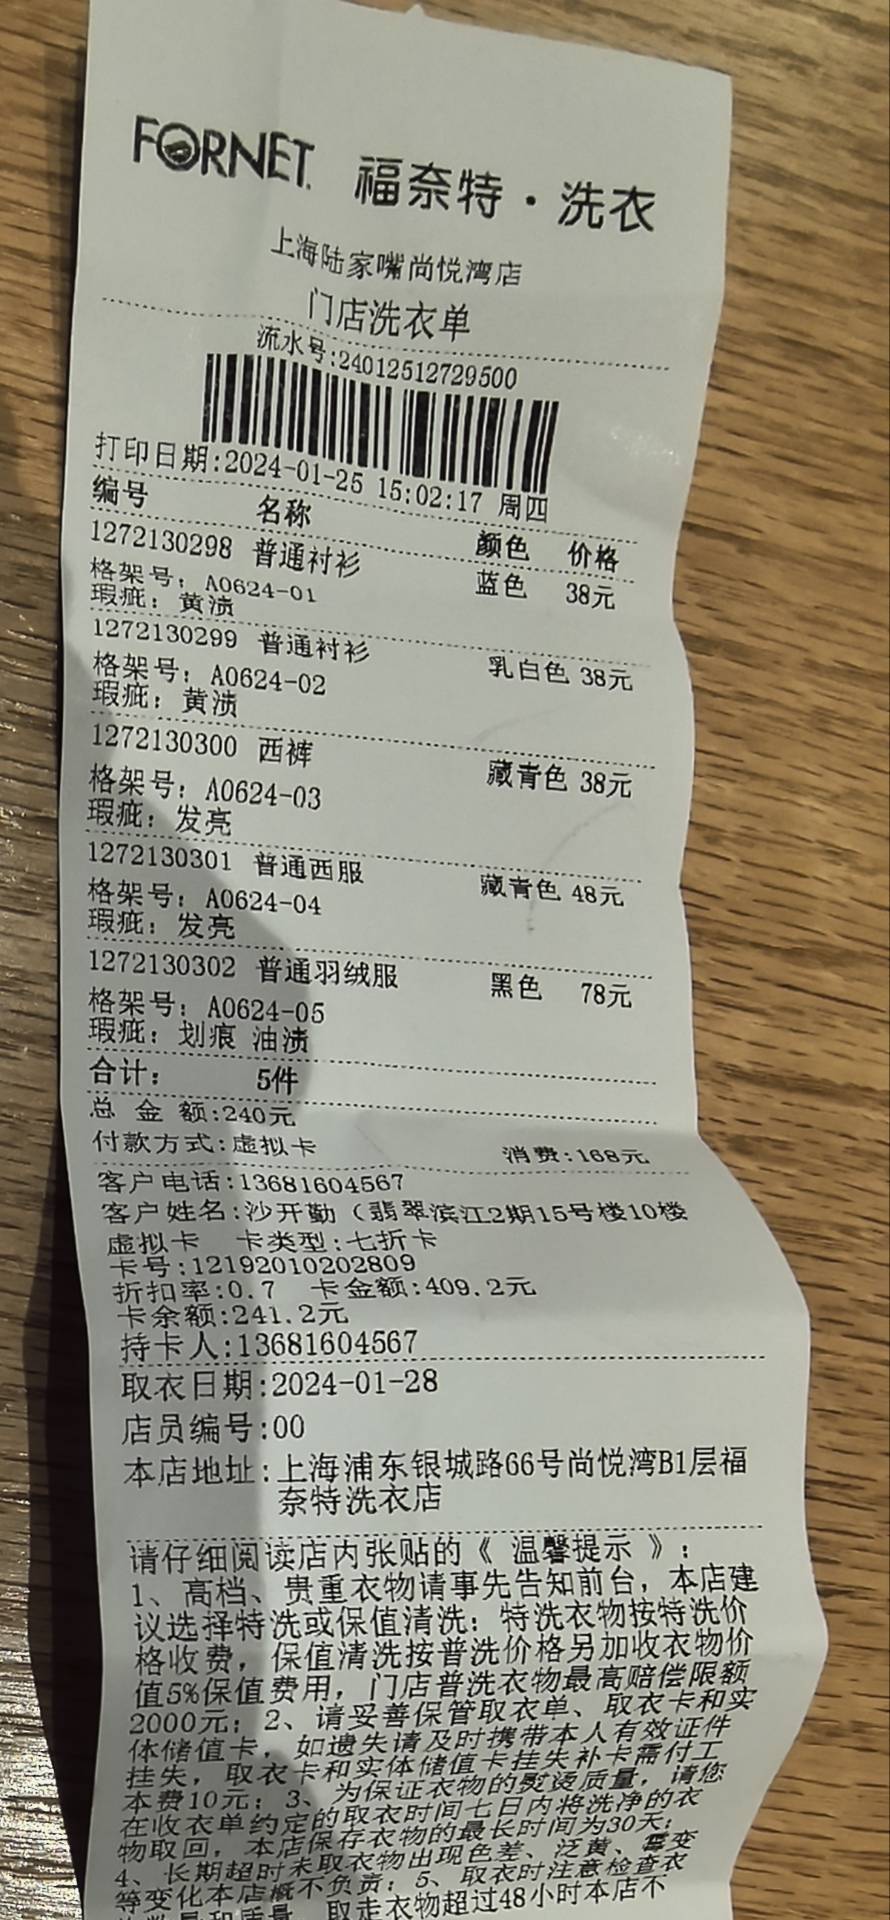 FORNET 福奈特·洗衣
上海陆家嘴尚悦湾店
门店洗衣单
流水号:24012512729500
打印日期:2024-01-25 15:02:17 周四
编号 名称 颜色 价格
1272130298 普通衬衫 蓝色 38元
格架号: A0624-01
瑕疵: 黄渍
1272130299 普通衬衫 乳白色 38元
格架号: A0624-02
瑕疵: 黄渍
1272130300 西裤 藏青色 38元
格架号: A0624-03
瑕疵: 发亮
1272130301 普通西服 藏青色 48元
格架号: A0624-04
瑕疵: 发亮
1272130302 普通羽绒服 黑色 78元
格架号: A0624-05
瑕疵: 划痕 油渍
合计: 5件
总 金 额:240元
付款方式:虚拟卡 消费:168元
客户电话:13681604567
客户姓名:沙开勤（翡翠滨江2期15号楼10楼
虚拟卡 卡类型:七折卡
卡号:12192010202809
折扣率:0.7 卡金额:409.2元
卡余额:241.2元
持卡人:13681604567
取衣日期:2024-01-28
店员编号:00
本店地址:上海浦东银城路66号尚悦湾B1层福
奈特洗衣店
请仔细阅读店内张贴的《 温馨提示 》:
1、高档、贵重衣物请事先告知前台, 本店建
议选择特洗或保值清洗; 特洗衣物按特洗价
格收费, 保值清洗按普洗价格另加收衣物价
值5%保值费用, 门店普洗衣物最高赔偿限额
2000元; 2、请妥善保管取衣单、取衣卡和实
体储值卡, 如遗失请及时携带本人有效证件
挂失, 取衣卡和实体储值卡挂失补卡需付工
本费10元; 3、为保证衣物的熨烫质量, 请您
在收衣单约定的取衣时间七日内将洗净的衣
物取回, 本店保存衣物的最长时间为30天;
4、长期超时未取衣物出现色差、泛黄、霉变
等变化本店概不负责; 5、取衣时注意检查衣
物数量和质量, 取走衣物超过48小时本店不